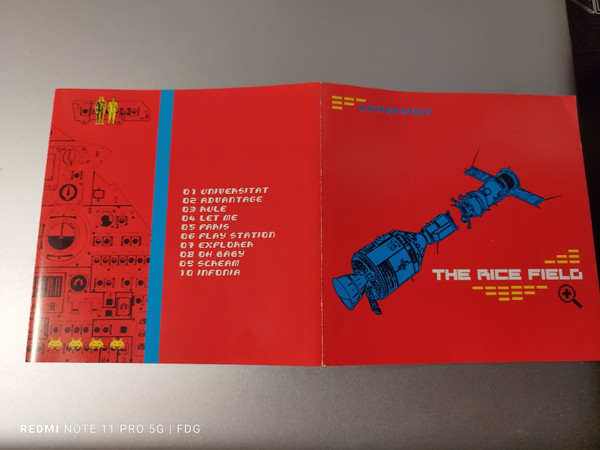 UNIVERSITAT
01 UNIVERSITAT
02 ADVANTAGE
03 RULE
04 LET ME
05 PARIS
06 PLAY STATION
07 EXPLORER
08 OH BABY
09 SCREAM
10 INFONIA
THE RICE FIELD
REDMI NOTE 11 PRO 5G | FDG